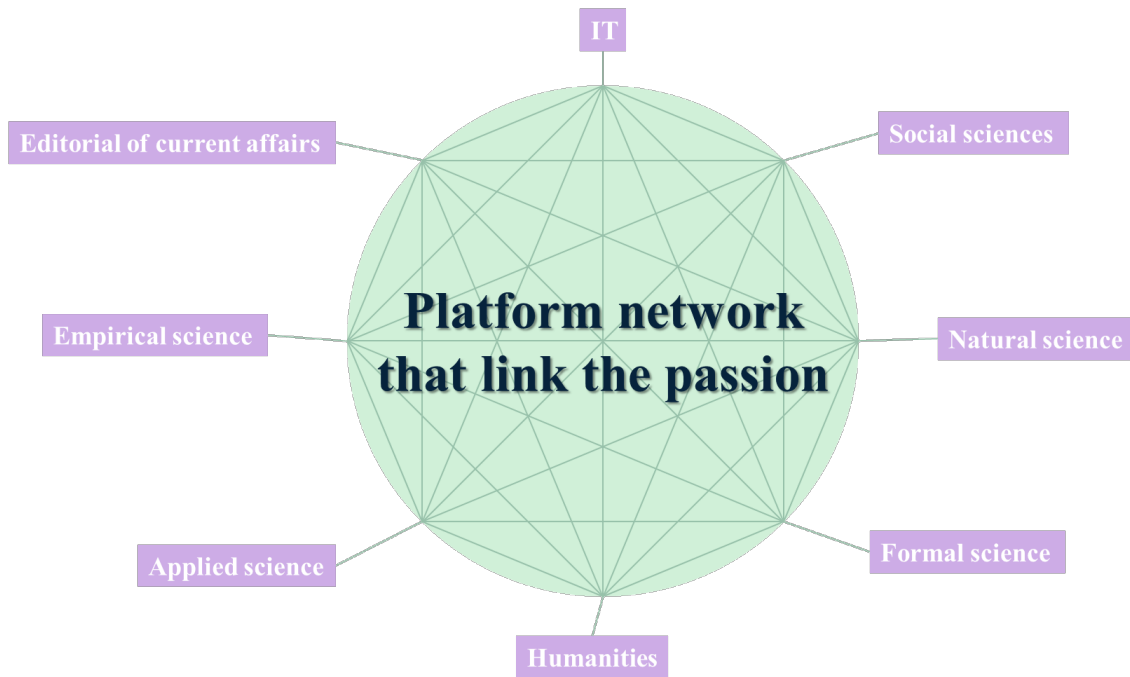 IT
Editorial of current affairs
Social sciences
Platform network
that link the passion
Empirical science
Natural science
Applied science
Formal science
Humanities